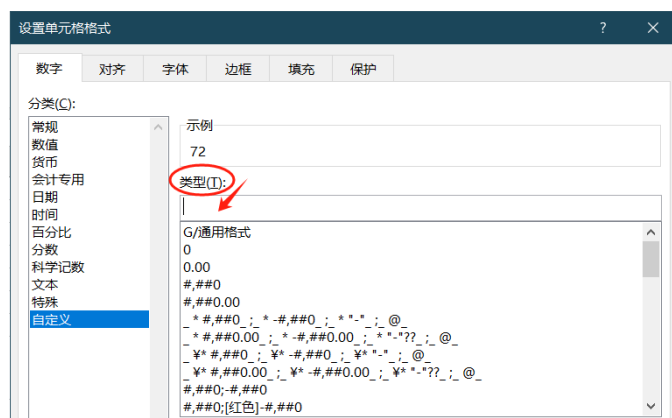 设置单元格格式 ? ×
数字 对齐 字体 边框 填充 保护
分类(C):
常规
数值
货币
会计专用
日期
时间
百分比
分数
科学记数
文本
特殊
自定义
示例
72
类型(T):
G/通用格式
0
0.00
#,##0
#,##0.00
_ * #,##0_ ;_ * -#,##0_ ;_ * "-"_ ;_ @_
_ * #,##0.00_ ;_ * -#,##0.00_ ;_ * "-"??_ ;_ @_
_ ¥* #,##0_ ;_ ¥* -#,##0_ ;_ ¥* "-"_ ;_ @_
_ ¥* #,##0.00_ ;_ ¥* -#,##0.00_ ;_ ¥* "-"??_ ;_ @_
#,##0;-#,##0
#,##0;[红色]-#,##0